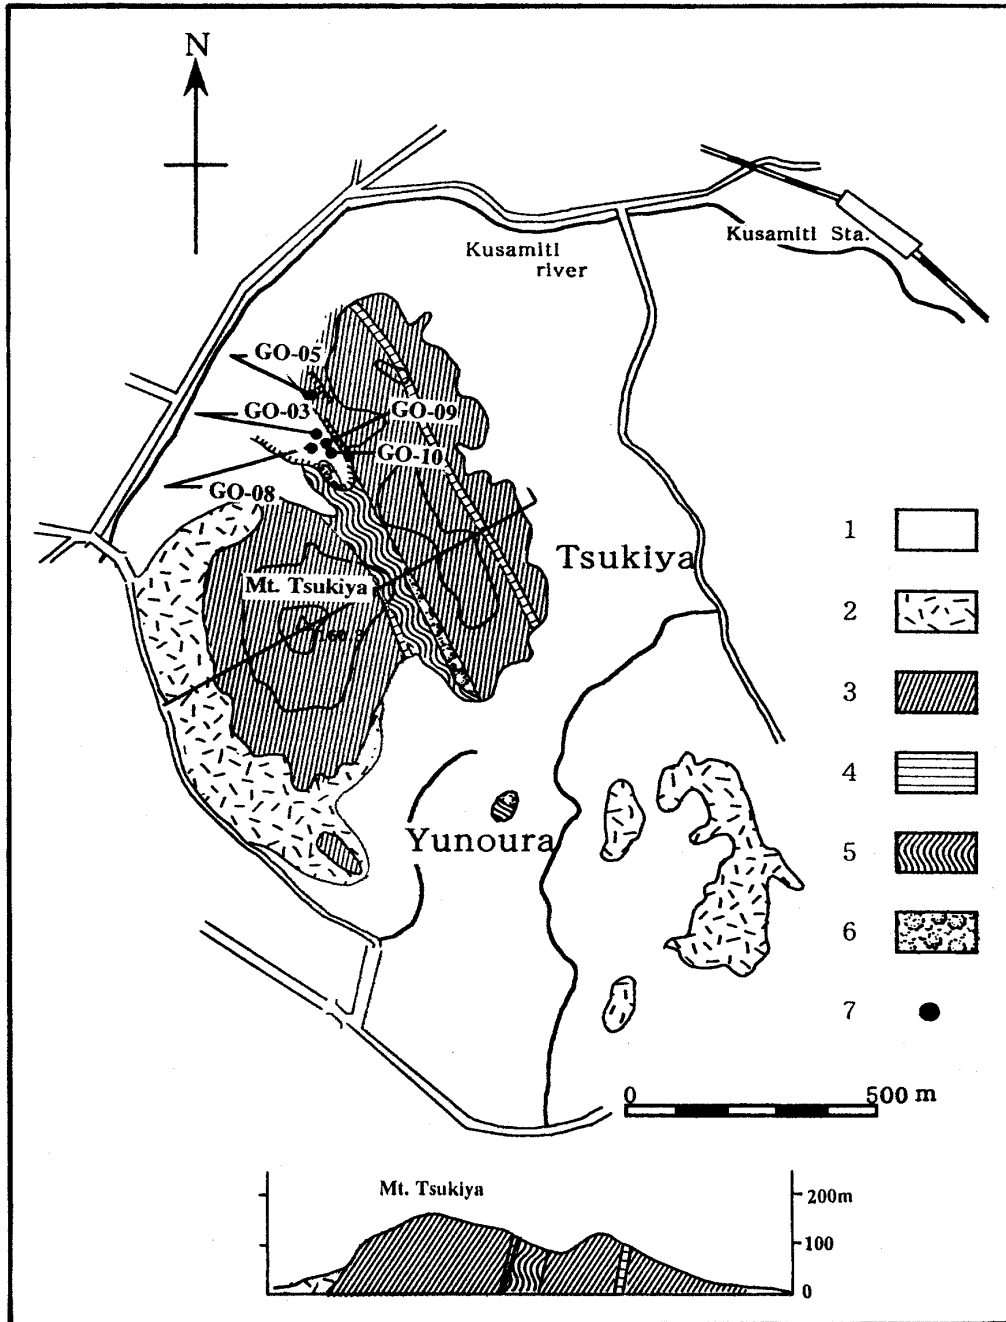 N
Kusamiti
river
Kusamiti Sta.
GO-05
GO-03
GO-09
GO-10
GO-08
Mt. Tsukiya
Tsukiya
Yunoura
1
2
3
4
5
6
7
0 500 m
Mt. Tsukiya
200m
100
0